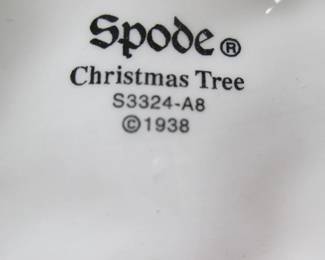 Spode®
Christmas Tree
S3324-A8
©1938